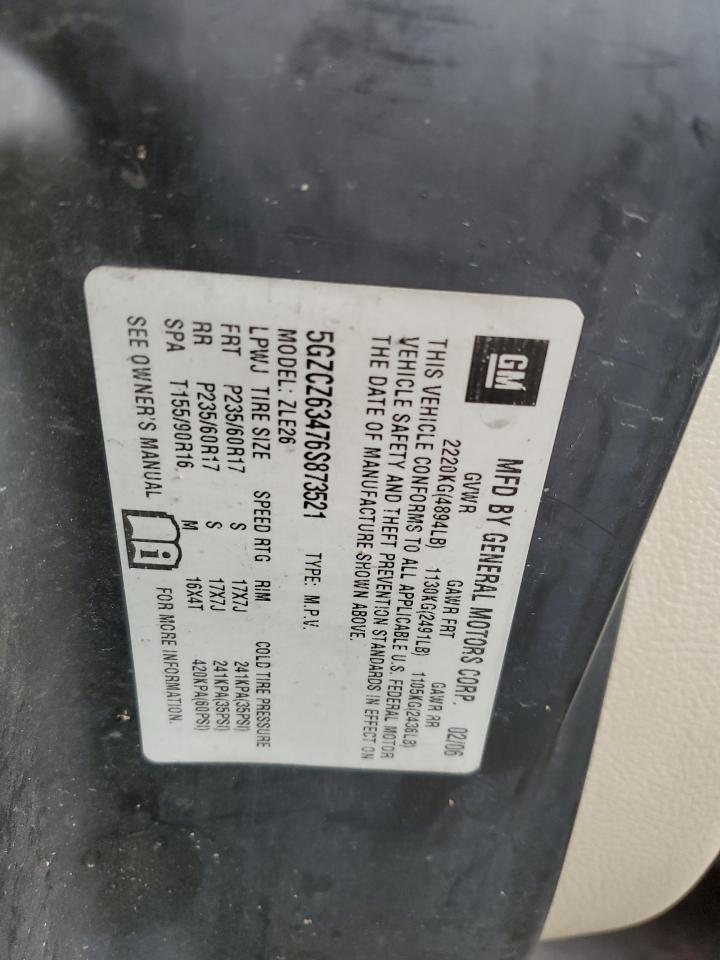 GM
MFD BY GENERAL MOTORS CORP. 02/06
GVWR GAWR FRT GAWR RR
2220KG(4894LB) 1130KG(2491LB) 1105KG(2436LB)
THIS VEHICLE CONFORMS TO ALL APPLICABLE U.S. FEDERAL MOTOR
VEHICLE SAFETY AND THEFT PREVENTION STANDARDS IN EFFECT ON
THE DATE OF MANUFACTURE SHOWN ABOVE.
5GZCZ63476S873521 TYPE: M.P.V.
MODEL: ZLE26
LPWJ TIRE SIZE SPEED RTG RIM COLD TIRE PRESSURE
FRT P235/60R17 S 17X7J 241KPA(35PSI)
RR P235/60R17 S 17X7J 241KPA(35PSI)
SPA T155/90R16 M 16X4T 420KPA(60PSI)
SEE OWNER'S MANUAL i FOR MORE INFORMATION.